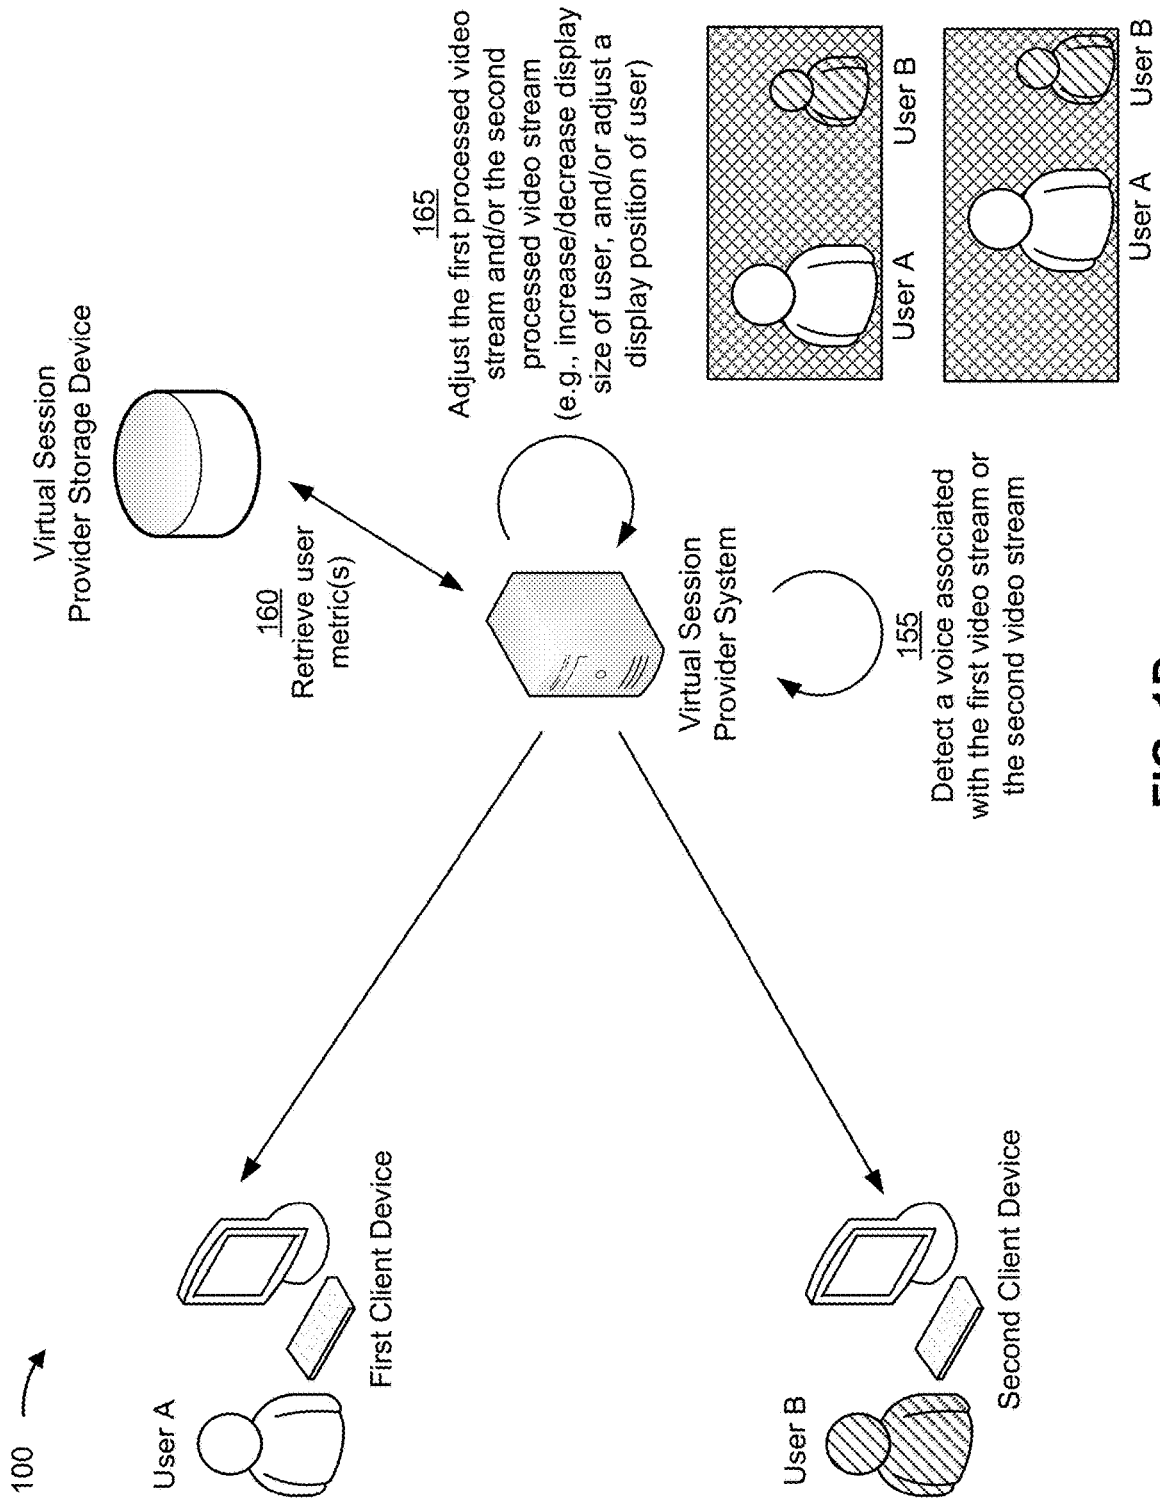 100
User A
First Client Device
User B
Second Client Device
Virtual Session
Provider Storage Device
160
Retrieve user
metric(s)
Virtual Session
Provider System
155
Detect a voice associated
with the first video stream or
the second video stream
165
Adjust the first processed video
stream and/or the second
processed video stream
(e.g., increase/decrease display
size of user, and/or adjust a
display position of user)
User A
User B
User A
User B
FIG.